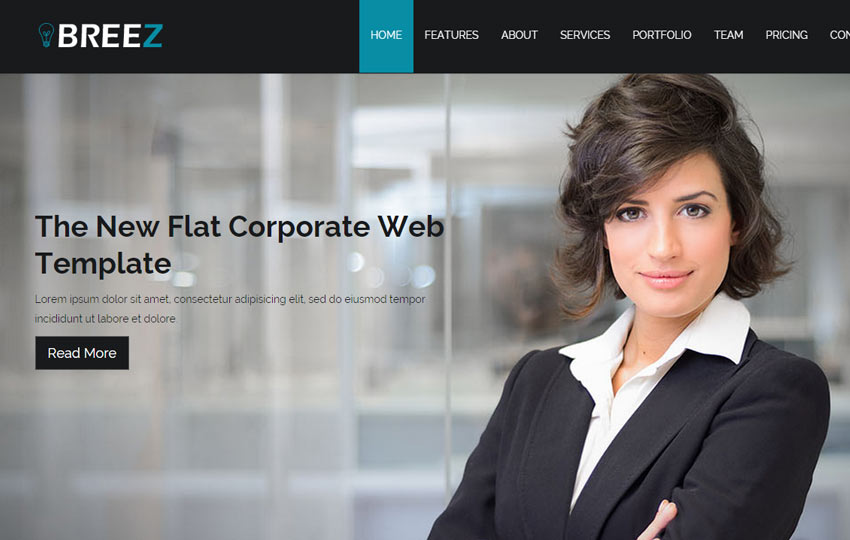 BREEZ
HOME FEATURES ABOUT SERVICES PORTFOLIO TEAM PRICING CON
The New Flat Corporate Web
Template
Lorem ipsum dolor sit amet, consectetur adipisicing elit, sed do eiusmod tempor
incididunt ut labore et dolore.
Read More